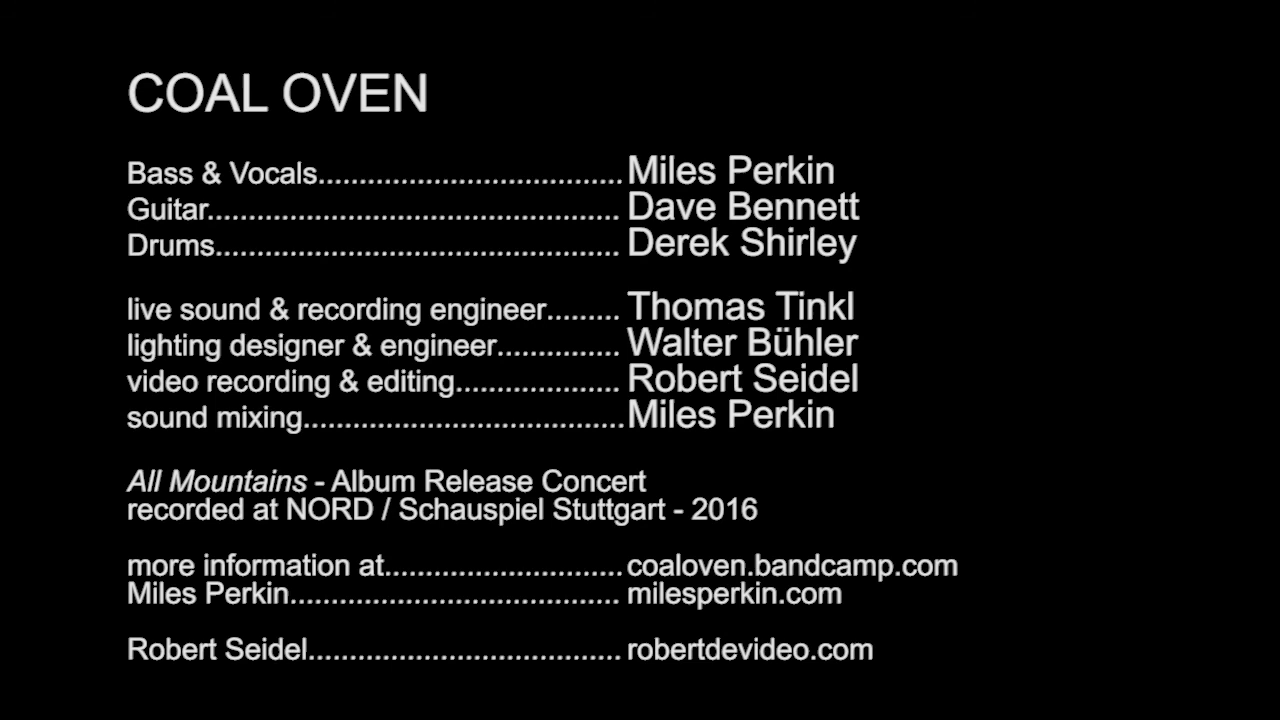 COAL OVEN
Bass & Vocals..................................... Miles Perkin
Guitar.................................................. Dave Bennett
Drums................................................. Derek Shirley
live sound & recording engineer......... Thomas Tinkl
lighting designer & engineer............... Walter Bühler
video recording & editing.................... Robert Seidel
sound mixing.......................................Miles Perkin
All Mountains - Album Release Concert
recorded at NORD / Schauspiel Stuttgart - 2016
more information at............................. coaloven.bandcamp.com
Miles Perkin........................................ milesperkin.com
Robert Seidel...................................... robertdevideo.com